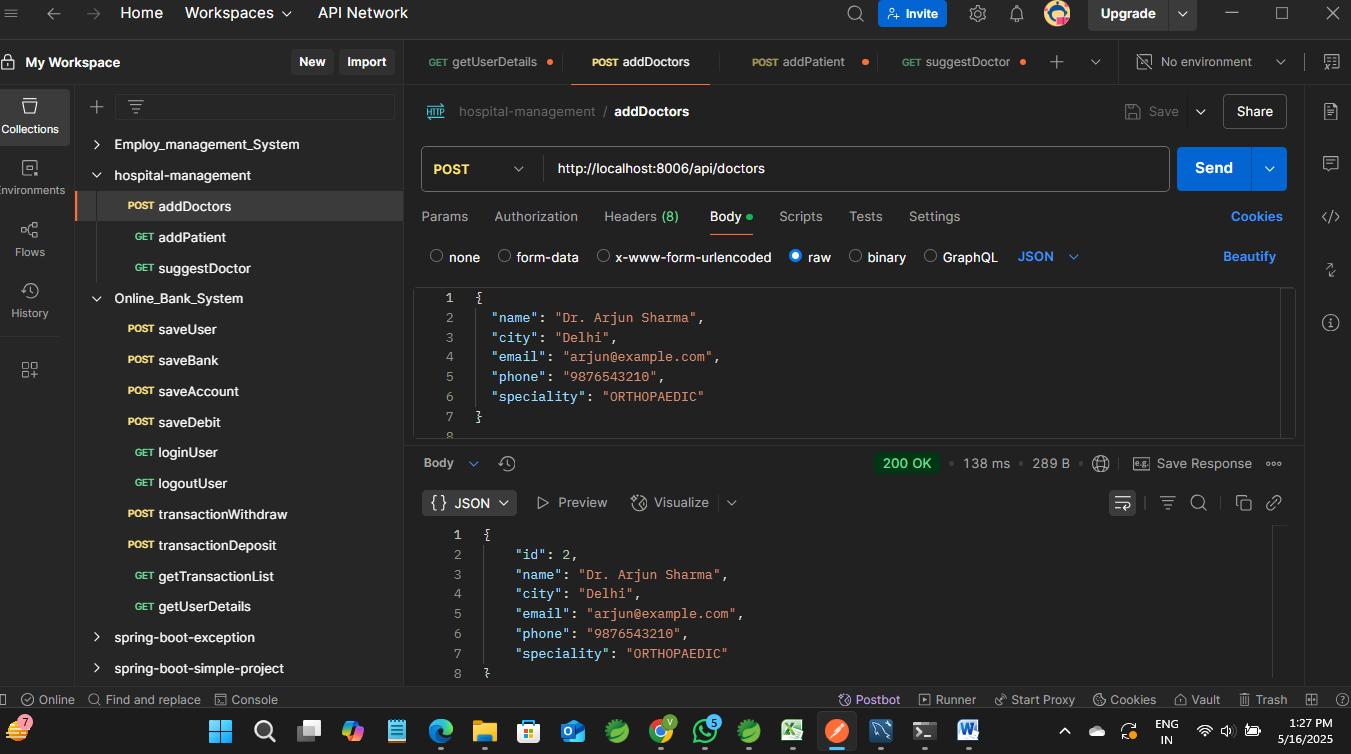 Home Workspaces API Network Invite Upgrade
My Workspace New Import
GET getUserDetails POST addDoctors POST addPatient GET suggestDoctor No environment
Collections
Environments
Flows
History
Employ_management_System
hospital-management
POST addDoctors
GET addPatient
GET suggestDoctor
Online_Bank_System
POST saveUser
POST saveBank
POST saveAccount
POST saveDebit
GET loginUser
GET logoutUser
POST transactionWithdraw
POST transactionDeposit
GET getTransactionList
GET getUserDetails
spring-boot-exception
spring-boot-simple-project
HTTP hospital-management / addDoctors Save Share
POST http://localhost:8006/api/doctors Send
Params Authorization Headers (8) Body Scripts Tests Settings Cookies
none form-data x-www-form-urlencoded raw binary GraphQL JSON Beautify
1 {
2 "name": "Dr. Arjun Sharma",
3 "city": "Delhi",
4 "email": "arjun@example.com",
5 "phone": "9876543210",
6 "speciality": "ORTHOPAEDIC"
7 }
8
Body 200 OK 138 ms 289 B e.g. Save Response
{} JSON Preview Visualize
1 {
2 "id": 2,
3 "name": "Dr. Arjun Sharma",
4 "city": "Delhi",
5 "email": "arjun@example.com",
6 "phone": "9876543210",
7 "speciality": "ORTHOPAEDIC"
8 }
Online Find and replace Console Postbot Runner Start Proxy Cookies Vault Trash
7 V 5 ENG IN 1:27 PM
5/16/2025